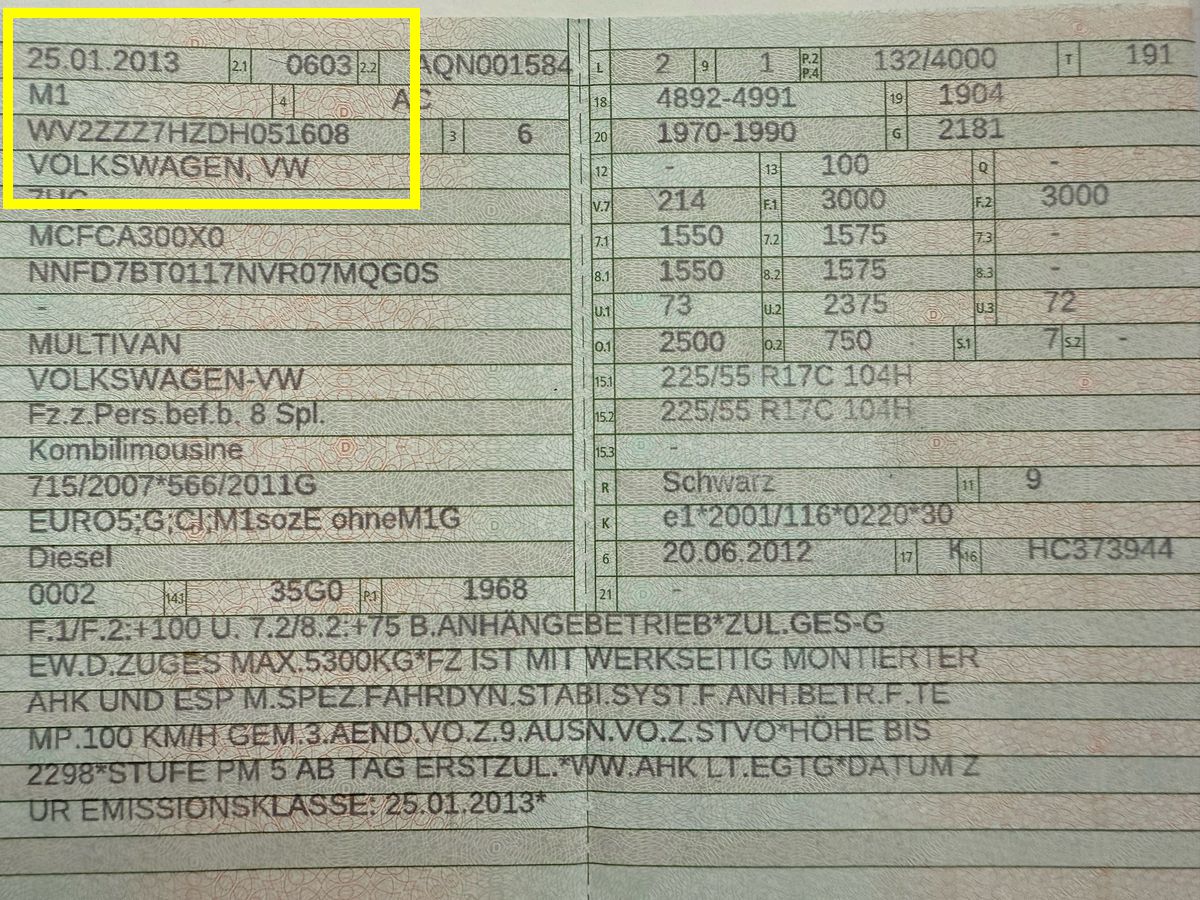 25.01.2013 2.1 0603 2.2 AQN001584 L 2 9 1 P.2 P.4 132/4000 T 191
M1 4 AC 18 4892-4991 19 1904
WV2ZZZ7HZDH051608 3 6 20 1970-1990 G 2181
VOLKSWAGEN, VW 12 - 13 100 Q -
7HC V.7 214 F.1 3000 F.2 3000
MCFCA300X0 7.1 1550 7.2 1575 7.3 -
NNFD7BT0117NVR07MQG0S 8.1 1550 8.2 1575 8.3 -
- U.1 73 U.2 2375 U.3 72
MULTIVAN O.1 2500 O.2 750 S.1 7 S.2 -
VOLKSWAGEN-VW 15.1 225/55 R17C 104H
Fz.z.Pers.bef.b. 8 Spl. 15.2 225/55 R17C 104H
Kombilimousine 15.3 -
715/2007*566/2011G R Schwarz 11 9
EURO5;G;CI;M1sozE ohneM1G K e1*2001/116*0220*30
Diesel 6 20.06.2012 17 K 16 HC373944
0002 14.1 35G0 P.1 1968 21 -
F.1/F.2:+100 U. 7.2/8.2:+75 B.ANHÄNGEBETRIEB*ZUL.GES-G
EW.D.ZUGES MAX.5300KG*FZ IST MIT WERKSEITIG MONTIERTER
AHK UND ESP M.SPEZ.FAHRDYN.STABI.SYST.F.ANH.BETR.F.TE
MP.100 KM/H GEM.3.AEND.VO.Z.9.AUSN.VO.Z.STVO*HÖHE BIS
2298*STUFE PM 5 AB TAG ERSTZUL.*WW.AHK LT.EGTG*DATUM Z
UR EMISSIONSKLASSE: 25.01.2013*